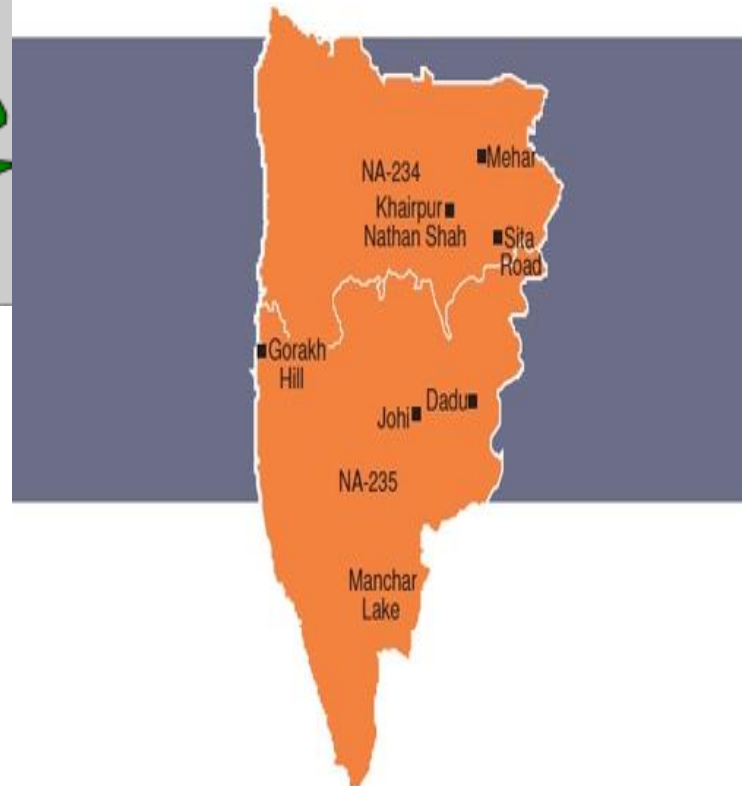 Mehar
NA-234
Khairpur
Nathan Shah
Sita
Road
Gorakh
Hill
Dadu
Johi
NA-235
Manchar
Lake